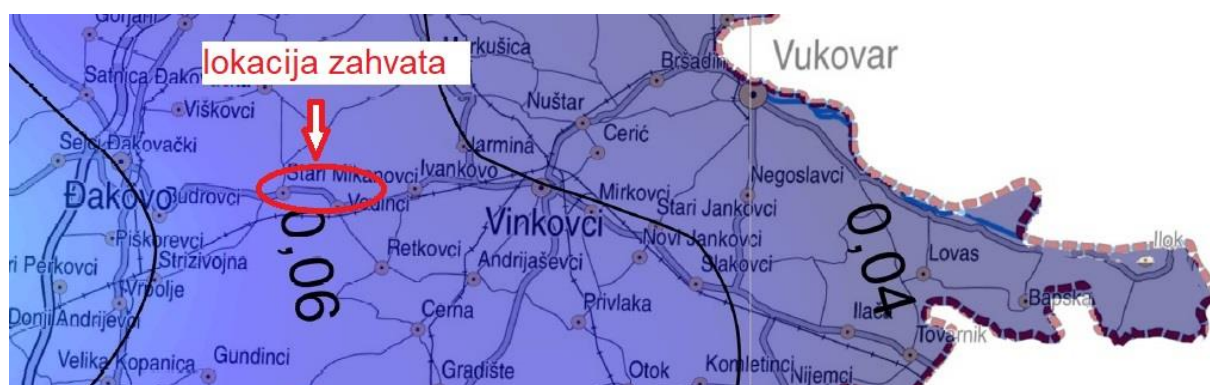 Gorjani
lokacija zahvata
Vukovar
Bršadin
Satnica
Viškovci
Nuštar
Cerić
Đakovački
Jarmina
Stari Mikanovci
Ivankovo
Negoslavci
Đakovo
Budrovci
Vođinci
Mirkovci
Stari Jankovci
Vinkovci
0,06
0,04
Piškorevci
Retkovci
Novi Jankovci
Lovas
Ilok
Perkovci
Strizivojna
Andrijaševci
Slakovci
Vrpolje
Bapska
Donji Andrijevci
Cerna
Privlaka
Ilača
Tovarnik
Velika Kopanica
Gundinci
Gradište
Otok
Komletinci
Nijemci